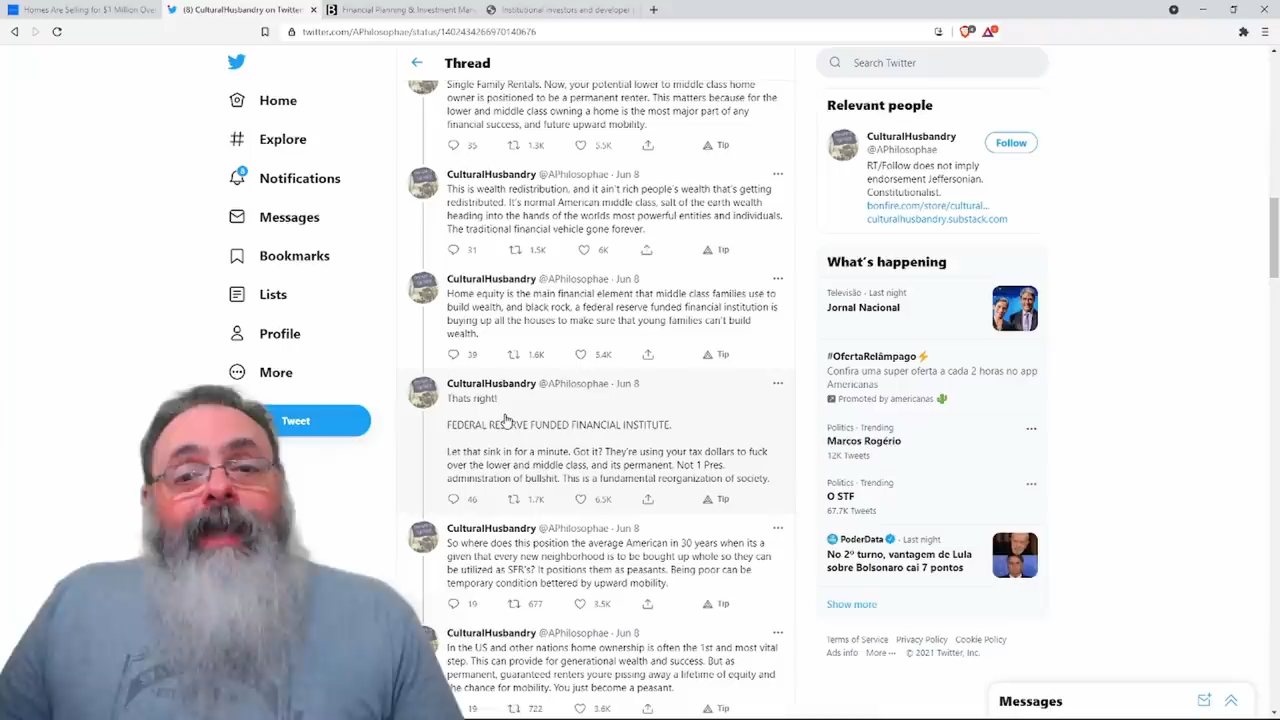 Homes Are Selling for $1 Million Over
(8) CulturalHusbandry on Twitter
Financial Planning & Investment Man
Institutional investors and developer
twitter.com/APhilosophae/status/1402434266970140676
Home
Explore
8
Notifications
Messages
Bookmarks
Lists
Profile
More
Tweet
Thread
Single Family Rentals. Now, your potential lower to middle class home
owner is positioned to be a permanent renter. This matters because for the
lower and middle class owning a home is the most major part of any
financial success, and future upward mobility.
35 1.3K 5.5K Tip
CulturalHusbandry @APhilosophae · Jun 8
This is wealth redistribution, and it ain't rich people's wealth that's getting
redistributed. It's normal American middle class, salt of the earth wealth
heading into the hands of the worlds most powerful entities and individuals.
The traditional financial vehicle gone forever.
31 1.5K 6K Tip
CulturalHusbandry @APhilosophae · Jun 8
Home equity is the main financial element that middle class families use to
build wealth, and black rock, a federal reserve funded financial institution is
buying up all the houses to make sure that young families can't build
wealth.
39 1.6K 5.4K Tip
CulturalHusbandry @APhilosophae · Jun 8
Thats right!
FEDERAL RESERVE FUNDED FINANCIAL INSTITUTE.
Let that sink in for a minute. Got it? They're using your tax dollars to fuck
over the lower and middle class, and its permanent. Not 1 Pres.
administration of bullshit. This is a fundamental reorganization of society.
46 1.7K 6.5K Tip
CulturalHusbandry @APhilosophae · Jun 8
So where does this position the average American in 30 years when its a
given that every new neighborhood is to be bought up whole so they can
be utilized as SFR's? It positions them as peasants. Being poor can be
temporary condition bettered by upward mobility.
19 677 3.5K Tip
CulturalHusbandry @APhilosophae · Jun 8
In the US and other nations home ownership is often the 1st and most vital
step. This can provide for generational wealth and success. But as
permanent, guaranteed renters youre pissing away a lifetime of equity and
the chance for mobility. You just become a peasant.
19 722 3.6K Tip
Search Twitter
Relevant people
CulturalHusbandry
@APhilosophae
Follow
RT/Follow does not imply
endorsement Jeffersonian.
Constitutionalist.
bonfire.com/store/cultural...
culturalhusbandry.substack.com
What's happening
Televisão · Last night
Jornal Nacional
#OfertaRelâmpago⚡
Confira uma super oferta a cada 2 horas no app
Americanas
Promoted by americanas 🌵
Politics · Trending
Marcos Rogério
12K Tweets
Politics · Trending
O STF
67.7K Tweets
PoderData · Last night
No 2º turno, vantagem de Lula
sobre Bolsonaro cai 7 pontos
Show more
Terms of Service Privacy Policy Cookie Policy
Ads info More ··· © 2021 Twitter, Inc.
Messages